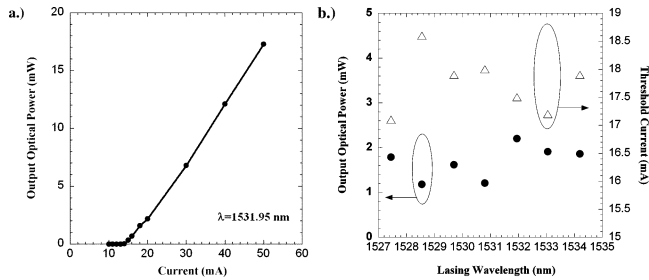 a.)
Output Optical Power (mW)
20
15
10
5
0
0 10 20 30 40 50 60
Current (mA)
λ=1531.95 nm
b.)
Output Optical Power (mW)
5
4
3
2
1
0
1527 1528 1529 1530 1531 1532 1533 1534 1535
Lasing Wavelength (nm)
19
18.5
18
17.5
17
16.5
16
15.5
15
Threshold Current (mA)